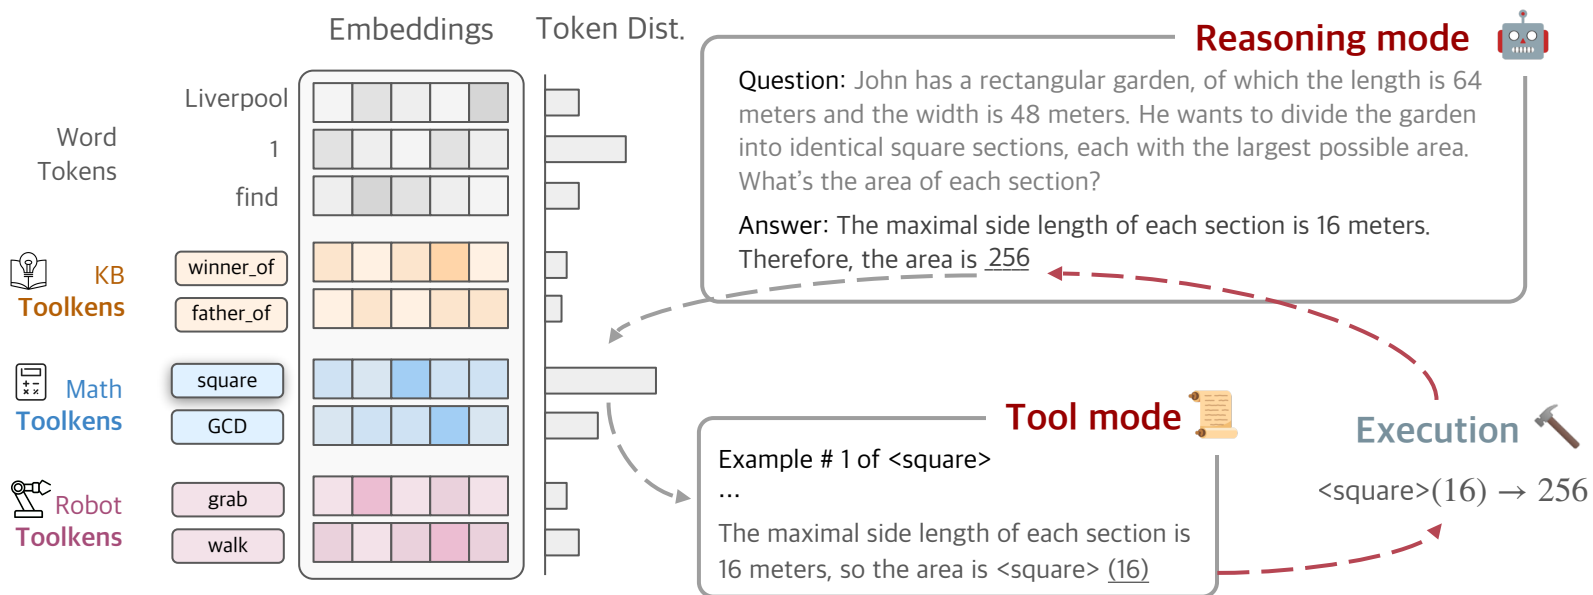 Embeddings
Token Dist.
Word
Tokens
Liverpool
1
find
KB
Toolkens
winner_of
father_of
Math
Toolkens
square
GCD
Robot
Toolkens
grab
walk
Reasoning mode
Question: John has a rectangular garden, of which the length is 64
meters and the width is 48 meters. He wants to divide the garden
into identical square sections, each with the largest possible area.
What's the area of each section?
Answer: The maximal side length of each section is 16 meters.
Therefore, the area is 256
Tool mode
Example # 1 of <square>
...
The maximal side length of each section is
16 meters, so the area is <square> (16)
Execution
<square>(16) → 256